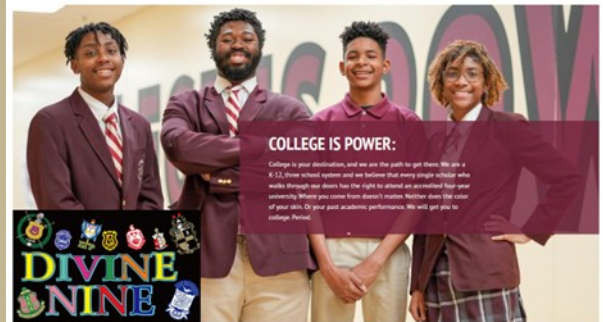 COLLEGE IS POWER:
College is your destination, and we are the path to get there. We are a
K-12, three school system and we believe that every single scholar who
walks through our doors has the right to attend an accredited four-year
university. Where you come from doesn't matter. Neither does the color
of your skin. Or your past academic performance. We will get you to
college. Period.
DIVINE
NINE